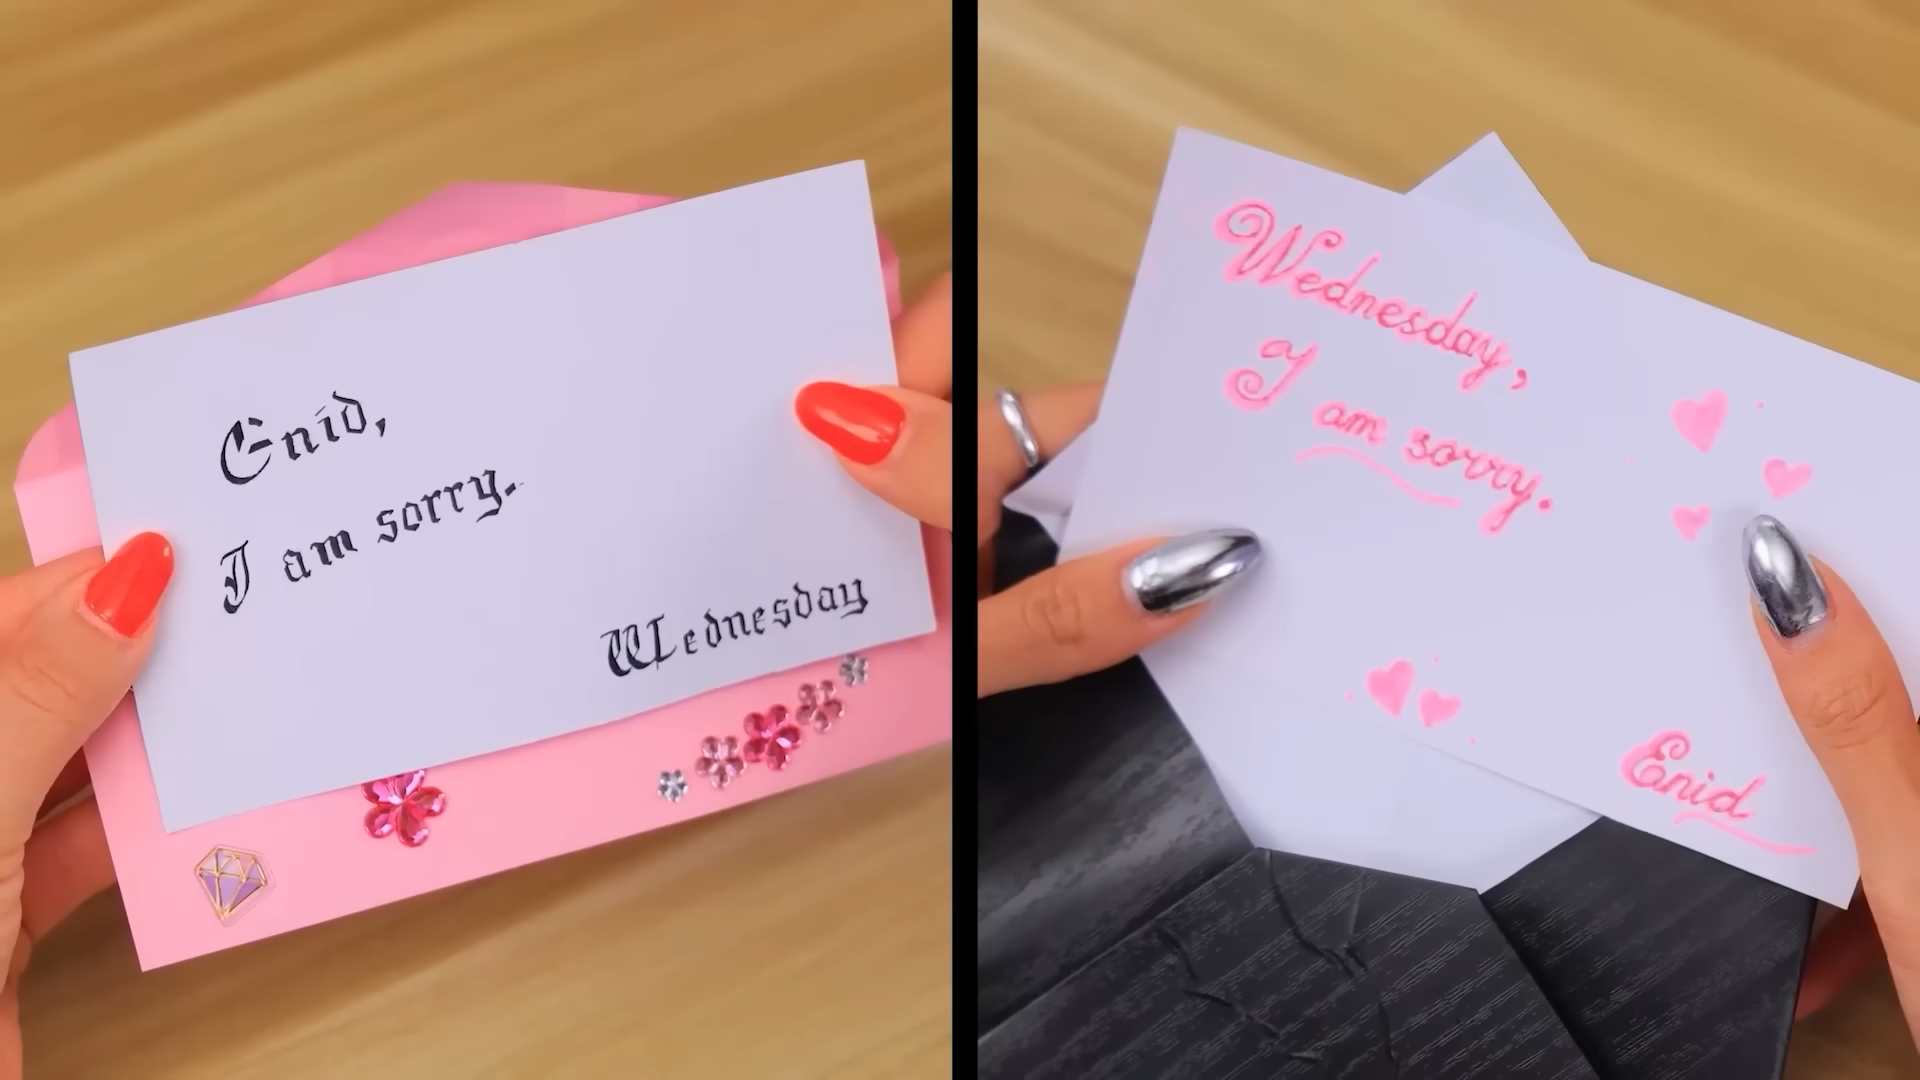 Enid,
I am sorry.
Wednesday
Wednesday,
I am sorry.
Enid